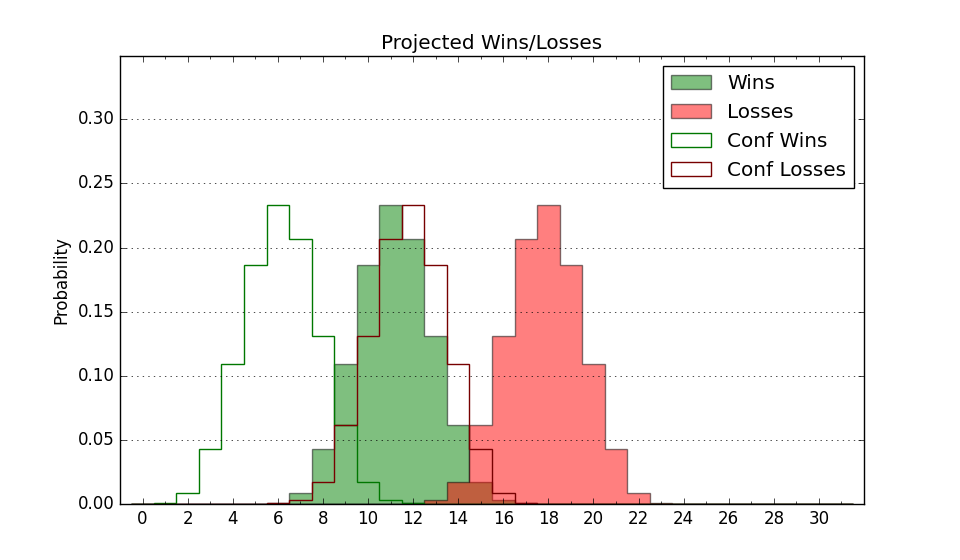 Projected Wins/Losses
Wins
Losses
Conf Wins
Conf Losses
Probability
0.30
0.25
0.20
0.15
0.10
0.05
0.00
0 2 4 6 8 10 12 14 16 18 20 22 24 26 28 30